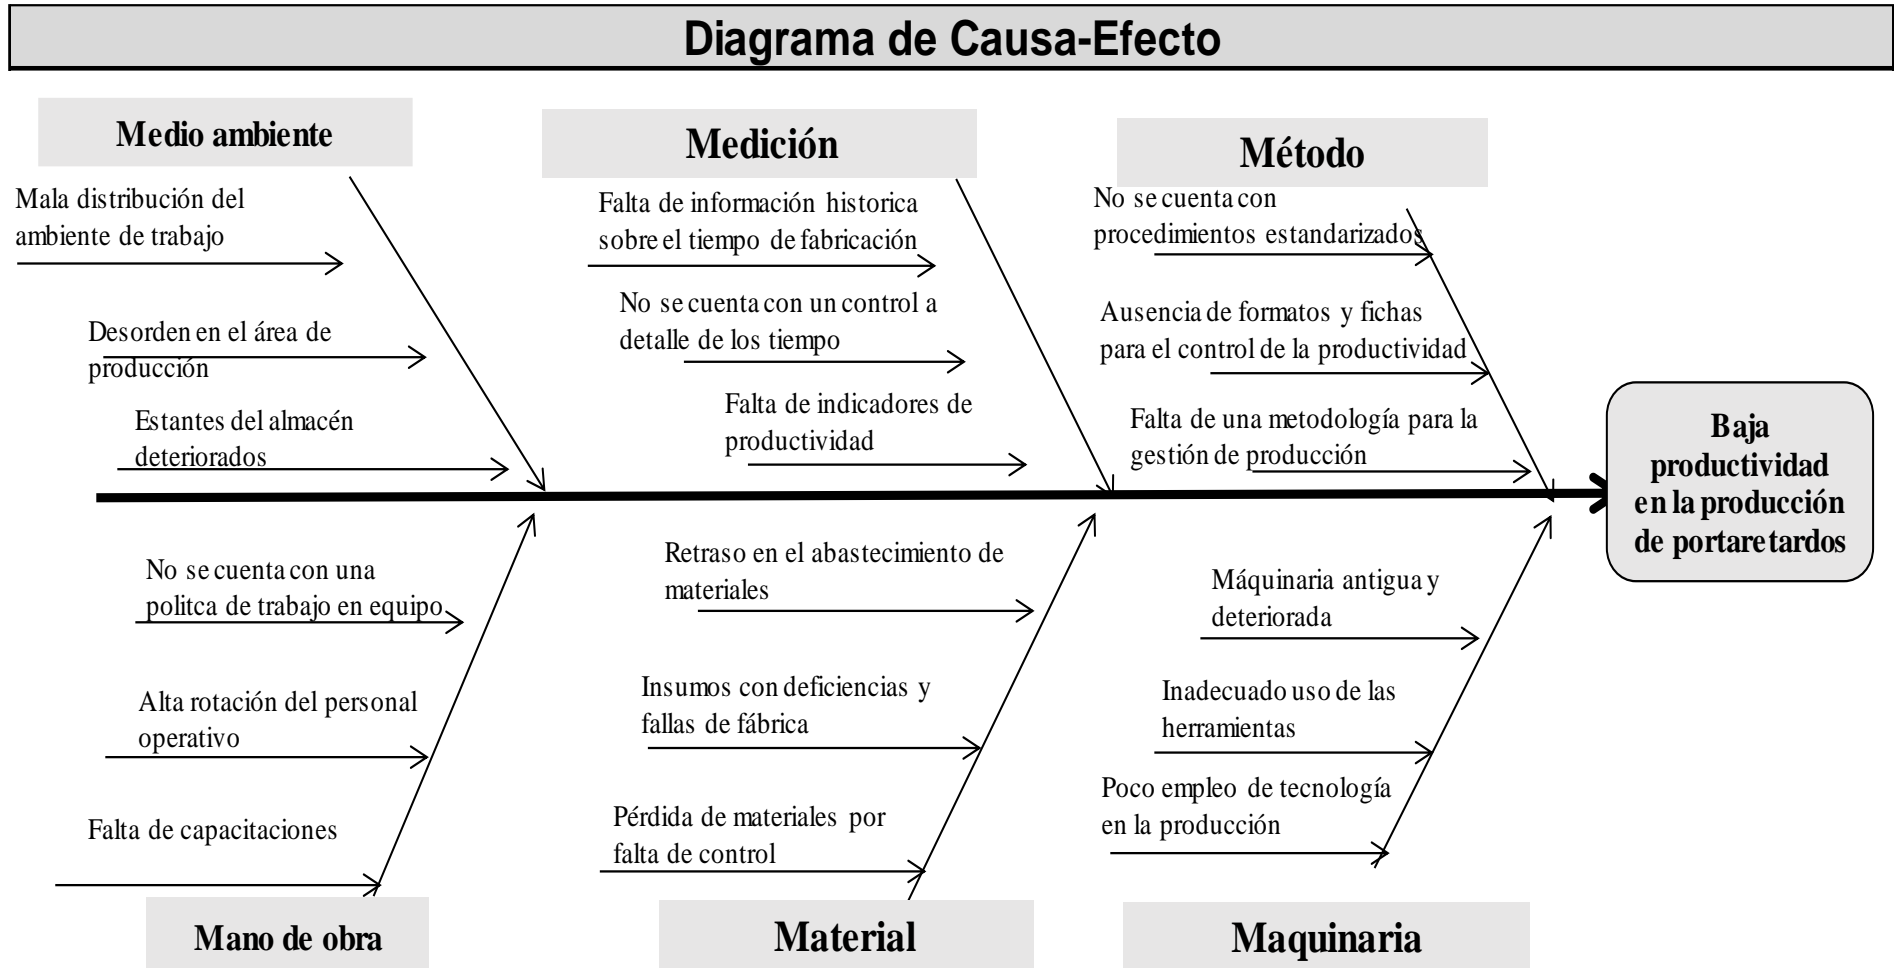 Diagrama de Causa-Efecto
Medio ambiente
Mala distribución del
ambiente de trabajo
Desorden en el área de
producción
Estantes del almacén
deteriorados
Medición
Falta de información historica
sobre el tiempo de fabricación
No se cuenta con un control a
detalle de los tiempo
Falta de indicadores de
productividad
Método
No se cuenta con
procedimientos estandarizados
Ausencia de formatos y fichas
para el control de la productividad
Falta de una metodología para la
gestión de producción
Baja
productividad
en la producción
de portaretardos
No se cuenta con una
politca de trabajo en equipo
Alta rotación del personal
operativo
Falta de capacitaciones
Mano de obra
Retraso en el abastecimiento de
materiales
Insumos con deficiencias y
fallas de fábrica
Pérdida de materiales por
falta de control
Material
Máquinaria antigua y
deteriorada
Inadecuado uso de las
herramientas
Poco empleo de tecnología
en la producción
Maquinaria